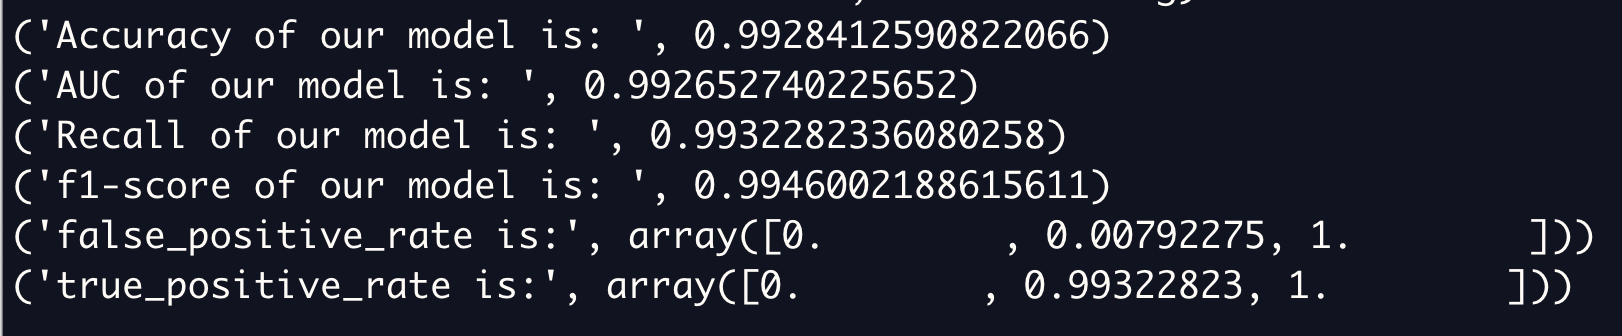 ('Accuracy of our model is: ', 0.9928412590822066)
('AUC of our model is: ', 0.992652740225652)
('Recall of our model is: ', 0.9932282336080258)
('f1-score of our model is: ', 0.9946002188615611)
('false_positive_rate is:', array([0.        , 0.00792275, 1.        ]))
('true_positive_rate is:', array([0.        , 0.99322823, 1.        ]))